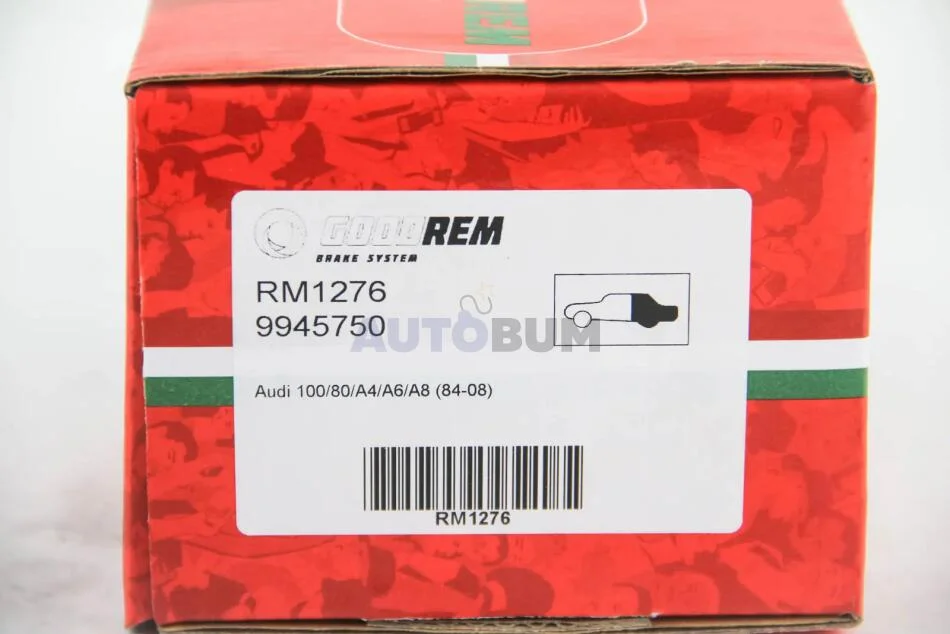 GOODREM
BRAKE SYSTEM
RM1276
9945750
AUTOBUM
Audi 100/80/A4/A6/A8 (84-08)
RM1276